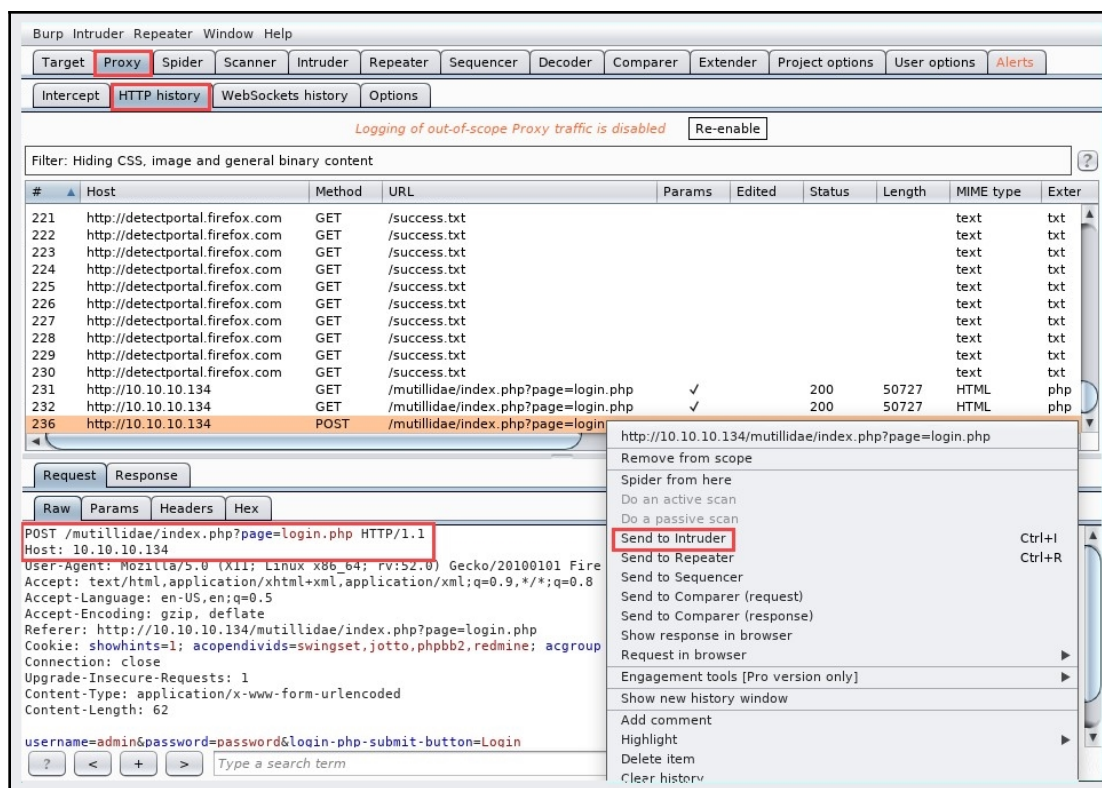 Burp Intruder Repeater Window Help
Target Proxy Spider Scanner Intruder Repeater Sequencer Decoder Comparer Extender Project options User options Alerts
Intercept HTTP history WebSockets history Options
Logging of out-of-scope Proxy traffic is disabled Re-enable
Filter: Hiding CSS, image and general binary content ?
# Host Method URL Params Edited Status Length MIME type Exter
221 http://detectportal.firefox.com GET /success.txt text txt
222 http://detectportal.firefox.com GET /success.txt text txt
223 http://detectportal.firefox.com GET /success.txt text txt
224 http://detectportal.firefox.com GET /success.txt text txt
225 http://detectportal.firefox.com GET /success.txt text txt
226 http://detectportal.firefox.com GET /success.txt text txt
227 http://detectportal.firefox.com GET /success.txt text txt
228 http://detectportal.firefox.com GET /success.txt text txt
229 http://detectportal.firefox.com GET /success.txt text txt
230 http://detectportal.firefox.com GET /success.txt text txt
231 http://10.10.10.134 GET /mutillidae/index.php?page=login.php ✓ 200 50727 HTML php
232 http://10.10.10.134 GET /mutillidae/index.php?page=login.php ✓ 200 50727 HTML php
236 http://10.10.10.134 POST /mutillidae/index.php?page=login
http://10.10.10.134/mutillidae/index.php?page=login.php
Remove from scope
Spider from here
Do an active scan
Do a passive scan
Send to Intruder Ctrl+I
Send to Repeater Ctrl+R
Send to Sequencer
Send to Comparer (request)
Send to Comparer (response)
Show response in browser
Request in browser
Engagement tools [Pro version only]
Show new history window
Add comment
Highlight
Delete item
Clear history
Request Response
Raw Params Headers Hex
POST /mutillidae/index.php?page=login.php HTTP/1.1
Host: 10.10.10.134
User-Agent: Mozilla/5.0 (X11; Linux x86_64; rv:52.0) Gecko/20100101 Fire
Accept: text/html,application/xhtml+xml,application/xml;q=0.9,*/*;q=0.8
Accept-Language: en-US,en;q=0.5
Accept-Encoding: gzip, deflate
Referer: http://10.10.10.134/mutillidae/index.php?page=login.php
Cookie: showhints=1; acopendivids=swingset,jotto,phpbb2,redmine; acgroup
Connection: close
Upgrade-Insecure-Requests: 1
Content-Type: application/x-www-form-urlencoded
Content-Length: 62
username=admin&password=password&login-php-submit-button=Login
? < + > Type a search term